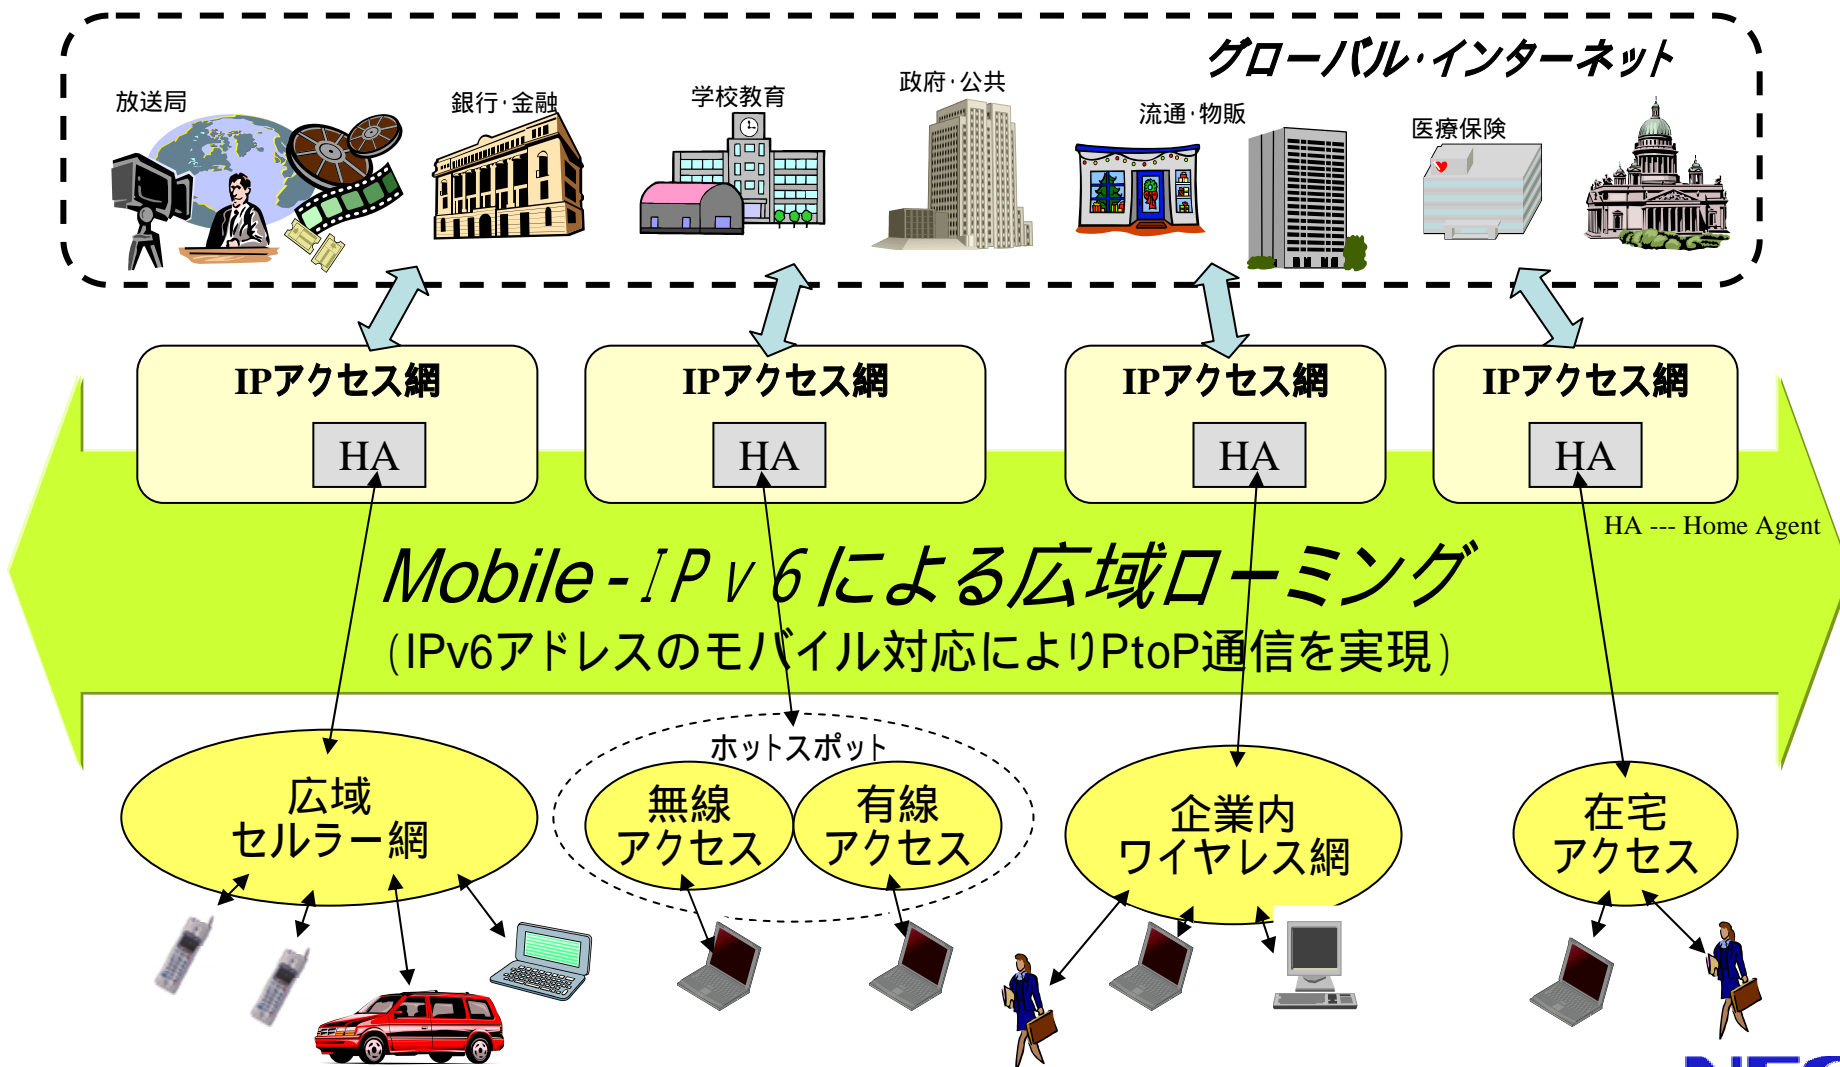 グローバル・インターネット
放送局
銀行・金融
学校教育
政府・公共
流通・物販
医療保険
IPアクセス網
IPアクセス網
IPアクセス網
IPアクセス網
HA
HA
HA
HA
HA --- Home Agent
Mobile-IPv6による広域ローミング
(IPv6アドレスのモバイル対応によりPtoP通信を実現)
ホットスポット
広域
セルラー網
無線
アクセス
有線
アクセス
企業内
ワイヤレス網
在宅
アクセス